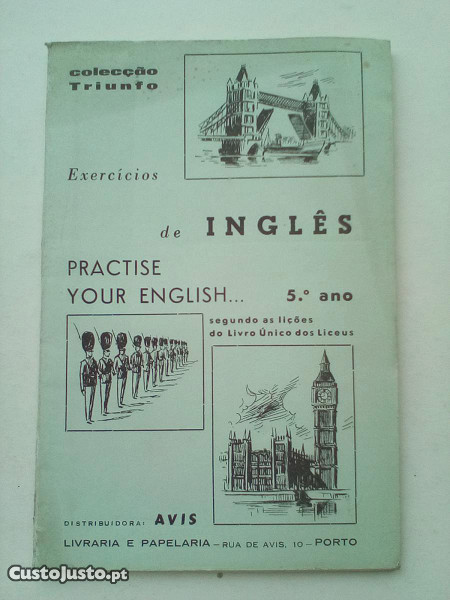 colecção
Triunfo
Exercícios
de INGLÊS
PRACTISE
YOUR ENGLISH... 5.º ano
segundo as lições
do Livro Único dos Liceus
DISTRIBUIDORA: AVIS
LIVRARIA E PAPELARIA – RUA DE AVIS, 10 – PORTO
CustoJusto.pt